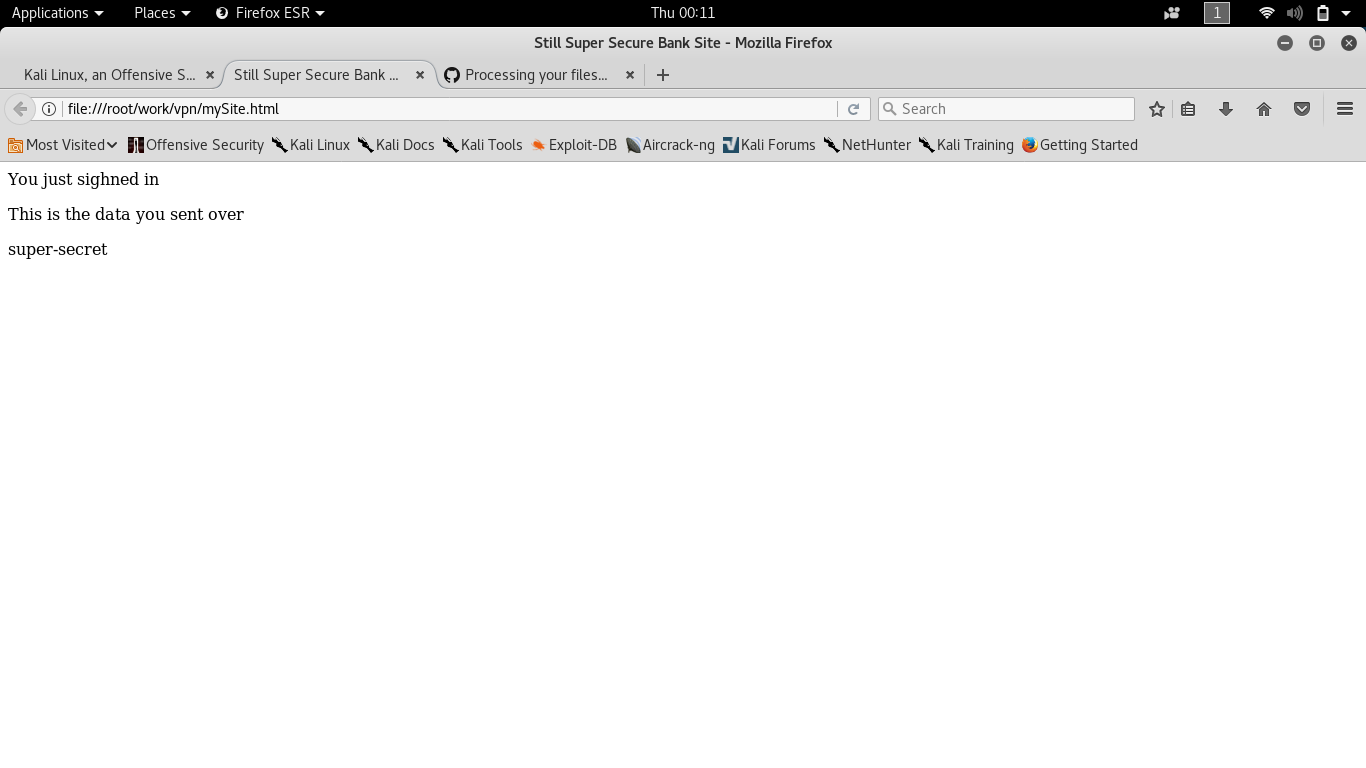 Applications Places Firefox ESR Thu 00:11 1
Still Super Secure Bank Site - Mozilla Firefox
Kali Linux, an Offensive S... Still Super Secure Bank ... Processing your files...
file:///root/work/vpn/mySite.html Search
Most Visited Offensive Security Kali Linux Kali Docs Kali Tools Exploit-DB Aircrack-ng Kali Forums NetHunter Kali Training Getting Started
You just sighned in
This is the data you sent over
super-secret